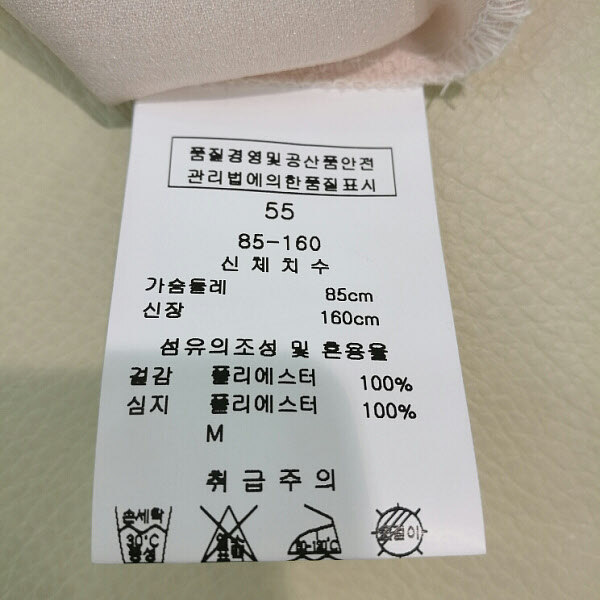 품질경영및공산품안전
관리법에의한품질표시
55
85-160
신체치수
가슴둘레 85cm
신장 160cm
섬유의조성 및 혼용율
겉감 폴리에스터 100%
심지 폴리에스터 100%
M
취급주의
손세탁
30°C
중성